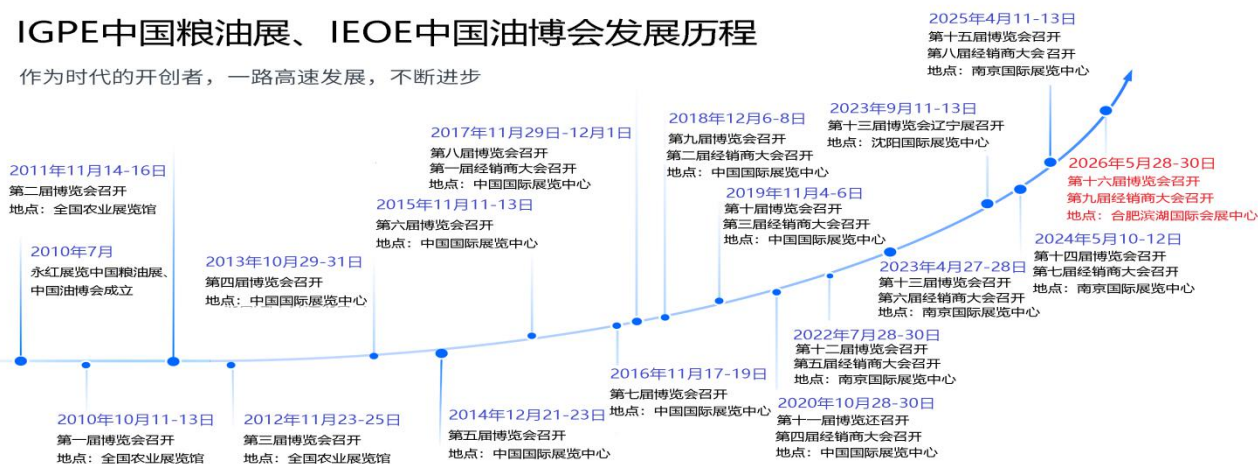 IGPE中国粮油展、IEOE中国油博会发展历程
作为时代的开创者，一路高速发展，不断进步
2010年7月
永红展览中国粮油展、
中国油博会成立
2010年10月11-13日
第一届博览会召开
地点：全国农业展览馆
2011年11月14-16日
第二届博览会召开
地点：全国农业展览馆
2012年11月23-25日
第三届博览会召开
地点：全国农业展览馆
2013年10月29-31日
第四届博览会召开
地点：中国国际展览中心
2014年12月21-23日
第五届博览会召开
地点：中国国际展览中心
2015年11月11-13日
第六届博览会召开
地点：中国国际展览中心
2016年11月17-19日
第七届博览会召开
地点：中国国际展览中心
2017年11月29日-12月1日
第八届博览会召开
第一届经销商大会召开
地点：中国国际展览中心
2018年12月6-8日
第九届博览会召开
第二届经销商大会召开
地点：中国国际展览中心
2019年11月4-6日
第十届博览会召开
第三届经销商大会召开
地点：中国国际展览中心
2020年10月28-30日
第十一届博览还召开
第四届经销商大会召开
地点：中国国际展览中心
2022年7月28-30日
第十二届博览会召开
第五届经销商大会召开
地点：南京国际展览中心
2023年4月27-28日
第十三届博览会召开
第六届经销商大会召开
地点：南京国际展览中心
2023年9月11-13日
第十三届博览会辽宁展召开
地点：沈阳国际展览中心
2024年5月10-12日
第十四届博览会召开
第七届经销商大会召开
地点：南京国际展览中心
2025年4月11-13日
第十五届博览会召开
第八届经销商大会召开
地点：南京国际展览中心
2026年5月28-30日
第十六届博览会召开
第九届经销商大会召开
地点：合肥滨湖国际会展中心